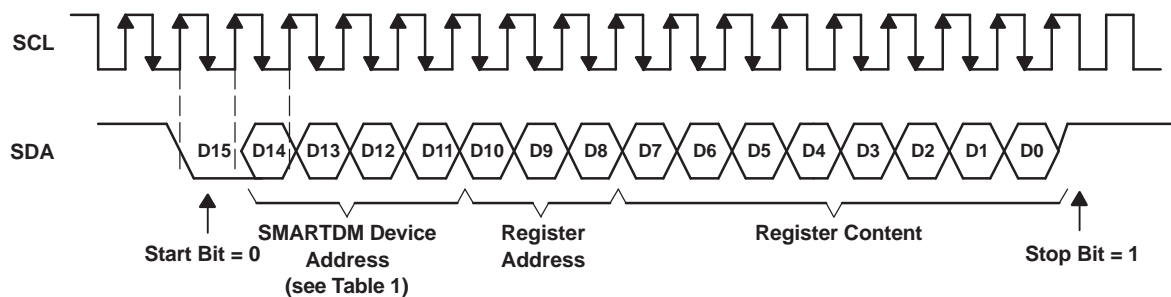 SCL
SDA
D15 D14 D13 D12 D11 D10 D9 D8 D7 D6 D5 D4 D3 D2 D1 D0
Start Bit = 0
SMARTDM Device
Address
(see Table 1)
Register
Address
Register Content
Stop Bit = 1